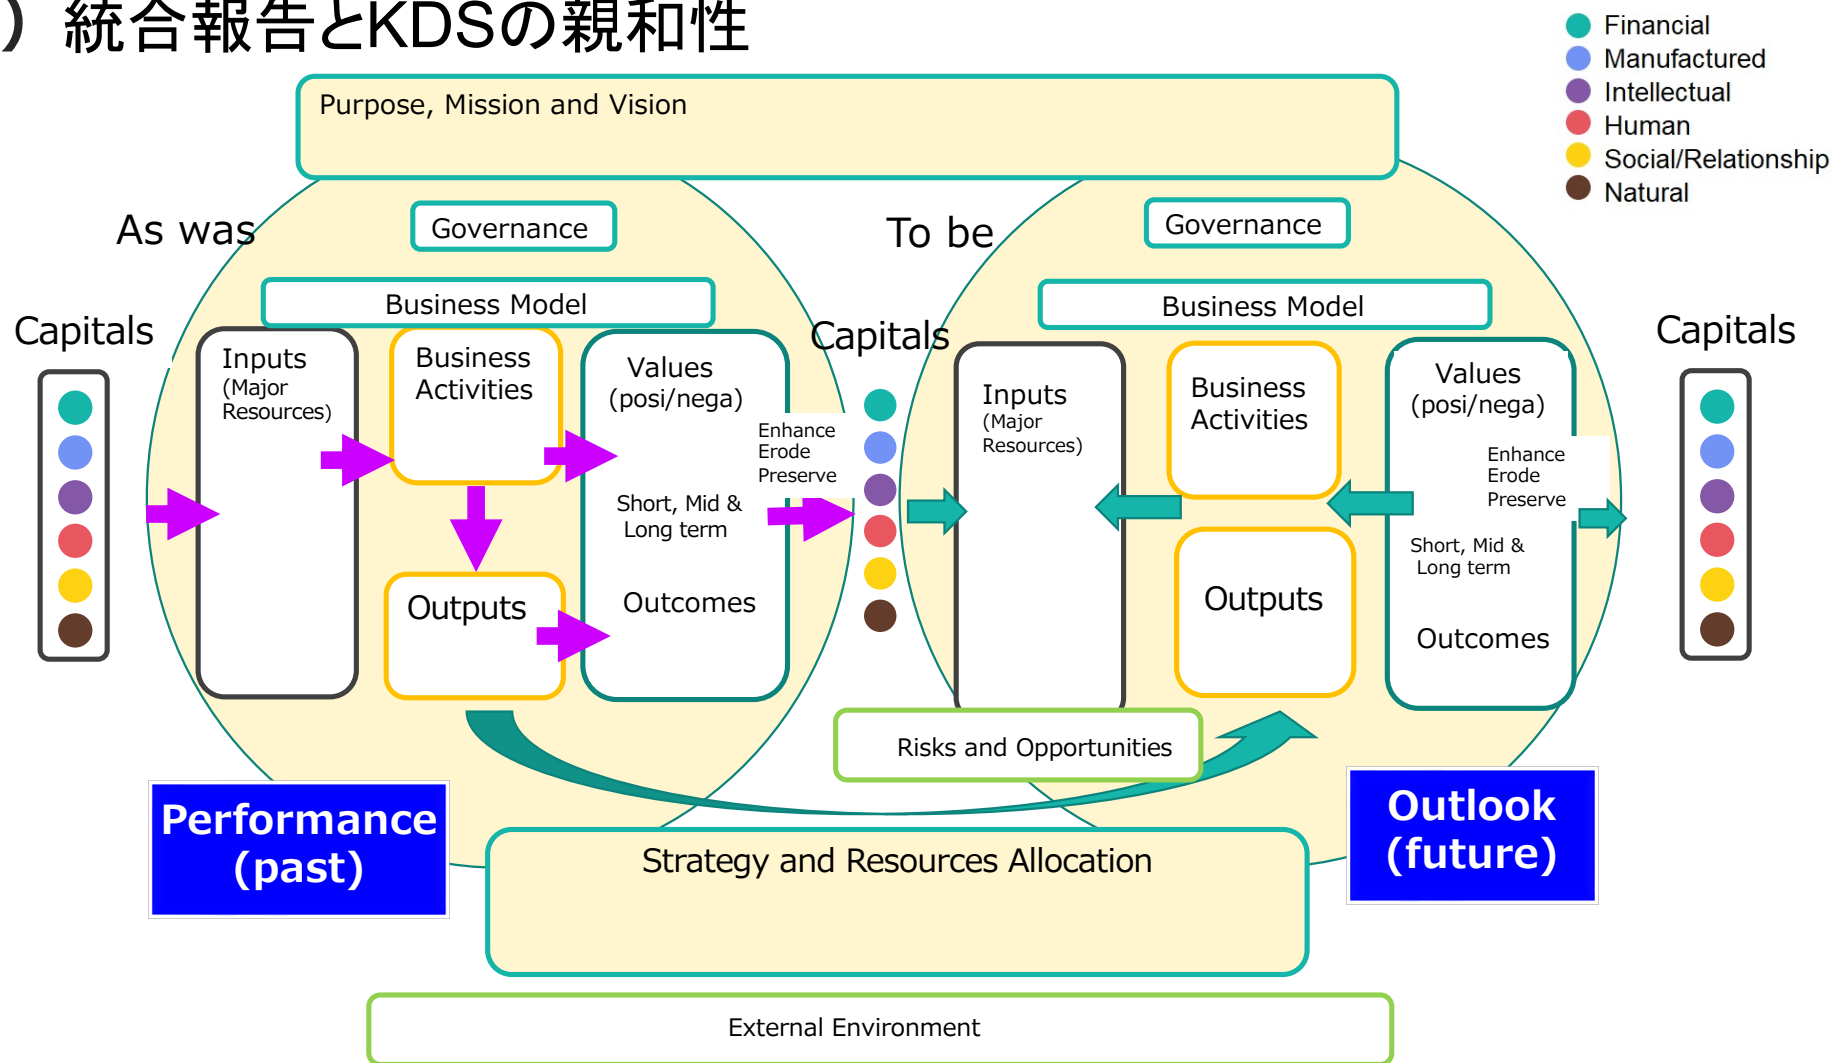 ）統合報告とKDSの親和性
Financial
Manufactured
Intellectual
Human
Social/Relationship
Natural
Purpose, Mission and Vision
As was
Governance
Business Model
Capitals
Inputs
(Major
Resources)
Business
Activities
Outputs
Values
(posi/nega)
Enhance
Erode
Preserve
Short, Mid &
Long term
Outcomes
Capitals
To be
Governance
Business Model
Inputs
(Major
Resources)
Business
Activities
Outputs
Values
(posi/nega)
Enhance
Erode
Preserve
Short, Mid &
Long term
Outcomes
Capitals
Risks and Opportunities
Performance
(past)
Outlook
(future)
Strategy and Resources Allocation
External Environment